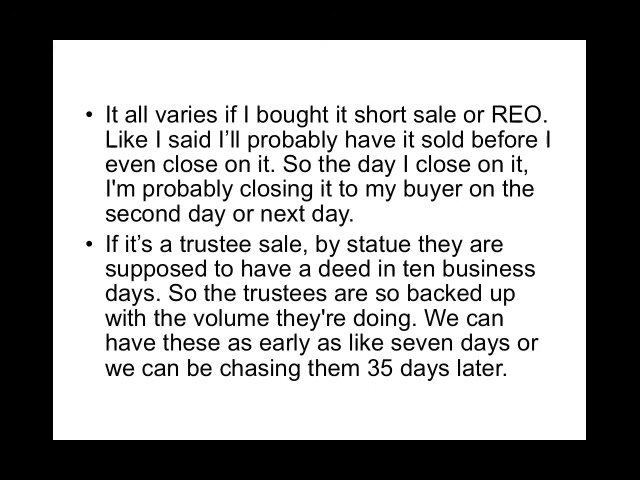 • It all varies if I bought it short sale or REO.
Like I said I’ll probably have it sold before I
even close on it. So the day I close on it,
I'm probably closing it to my buyer on the
second day or next day.
• If it’s a trustee sale, by statue they are
supposed to have a deed in ten business
days. So the trustees are so backed up
with the volume they're doing. We can
have these as early as like seven days or
we can be chasing them 35 days later.